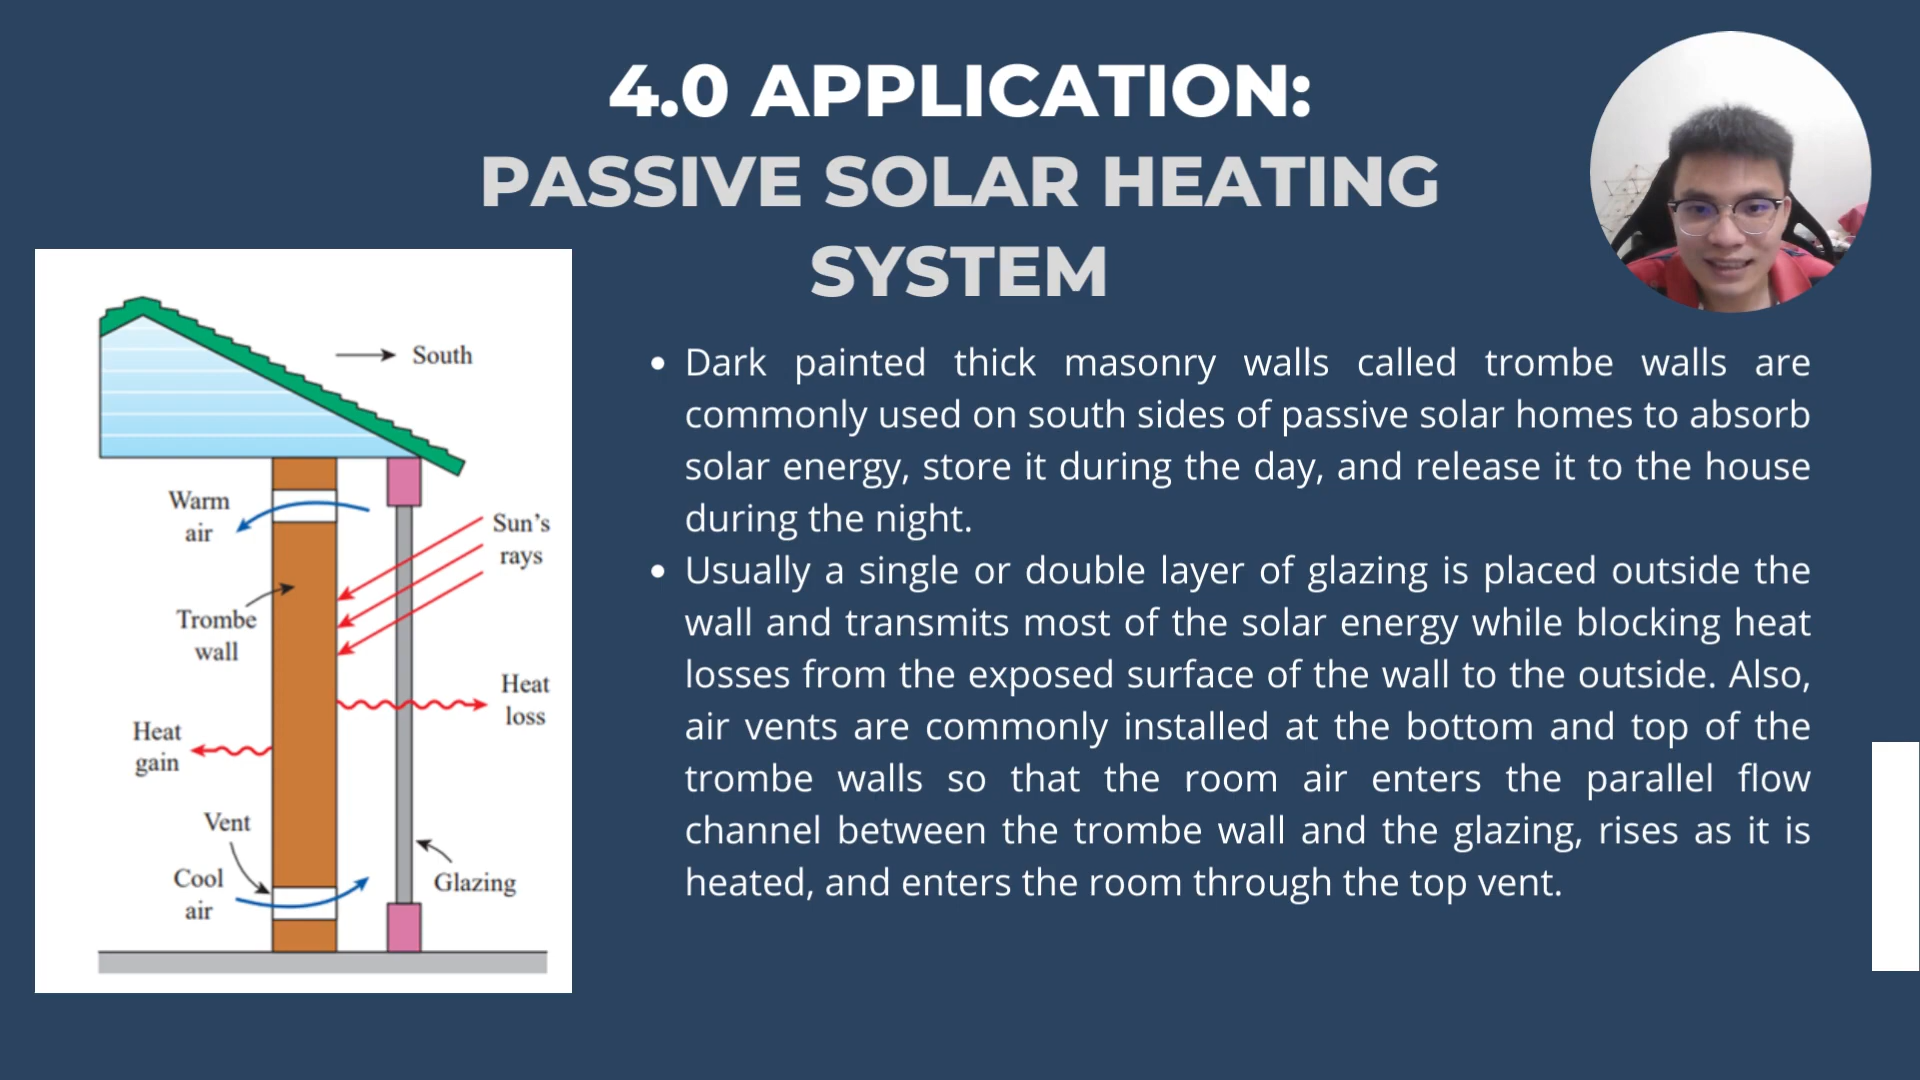 4.0 APPLICATION:
PASSIVE SOLAR HEATING
SYSTEM
South
Warm
air
Sun's
rays
Trombe
wall
Heat
loss
Heat
gain
Vent
Cool
air
Glazing
• Dark painted thick masonry walls called trombe walls are
commonly used on south sides of passive solar homes to absorb
solar energy, store it during the day, and release it to the house
during the night.
• Usually a single or double layer of glazing is placed outside the
wall and transmits most of the solar energy while blocking heat
losses from the exposed surface of the wall to the outside. Also,
air vents are commonly installed at the bottom and top of the
trombe walls so that the room air enters the parallel flow
channel between the trombe wall and the glazing, rises as it is
heated, and enters the room through the top vent.